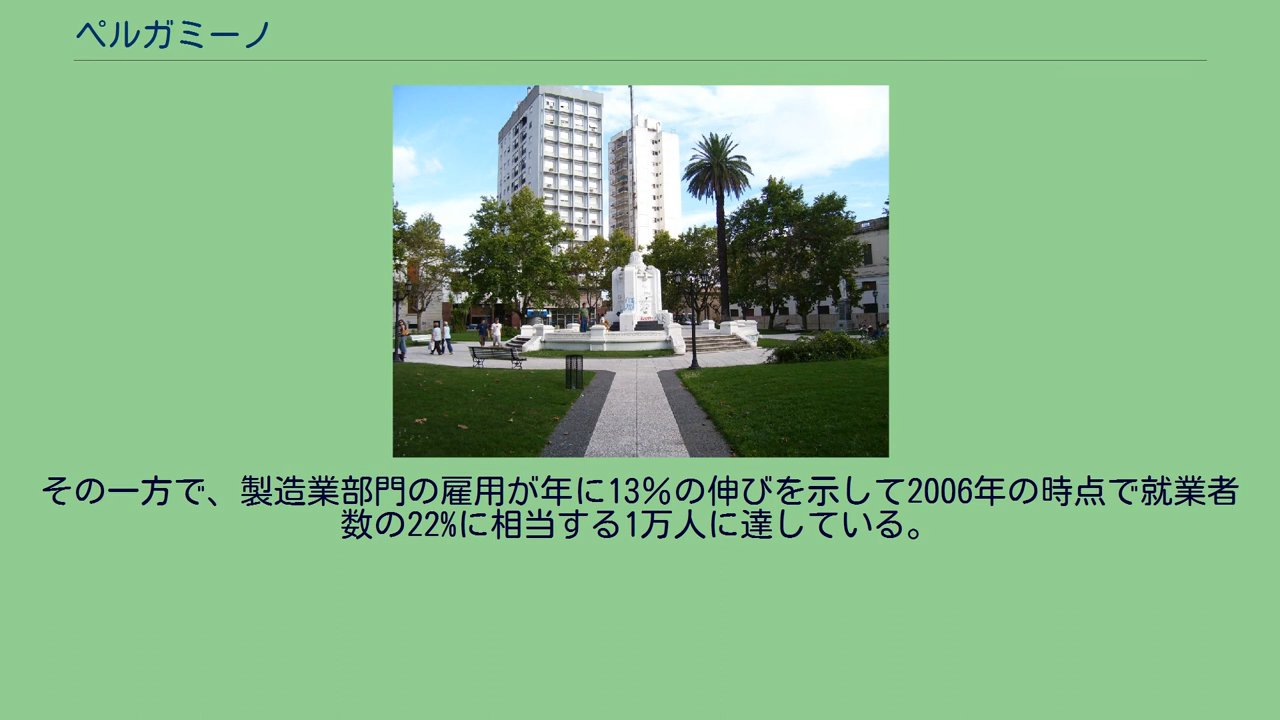 ペルガミーノ
その一方で、製造業部門の雇用が年に13％の伸びを示して2006年の時点で就業者
数の22%に相当する1万人に達している。